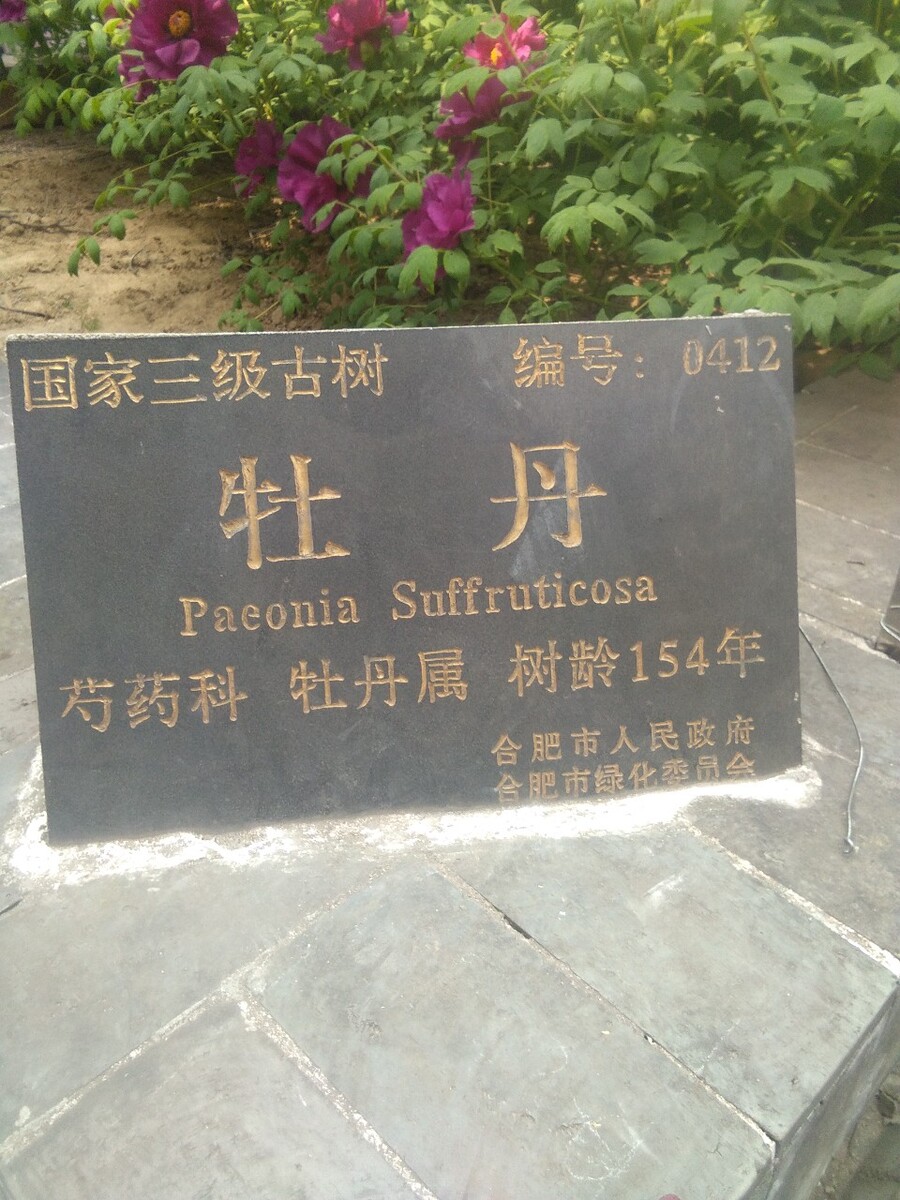 国家三级古树 编号：0412
牡丹
Paeonia Suffruticosa
芍药科 牡丹属 树龄154年
合肥市人民政府
合肥市绿化委员会